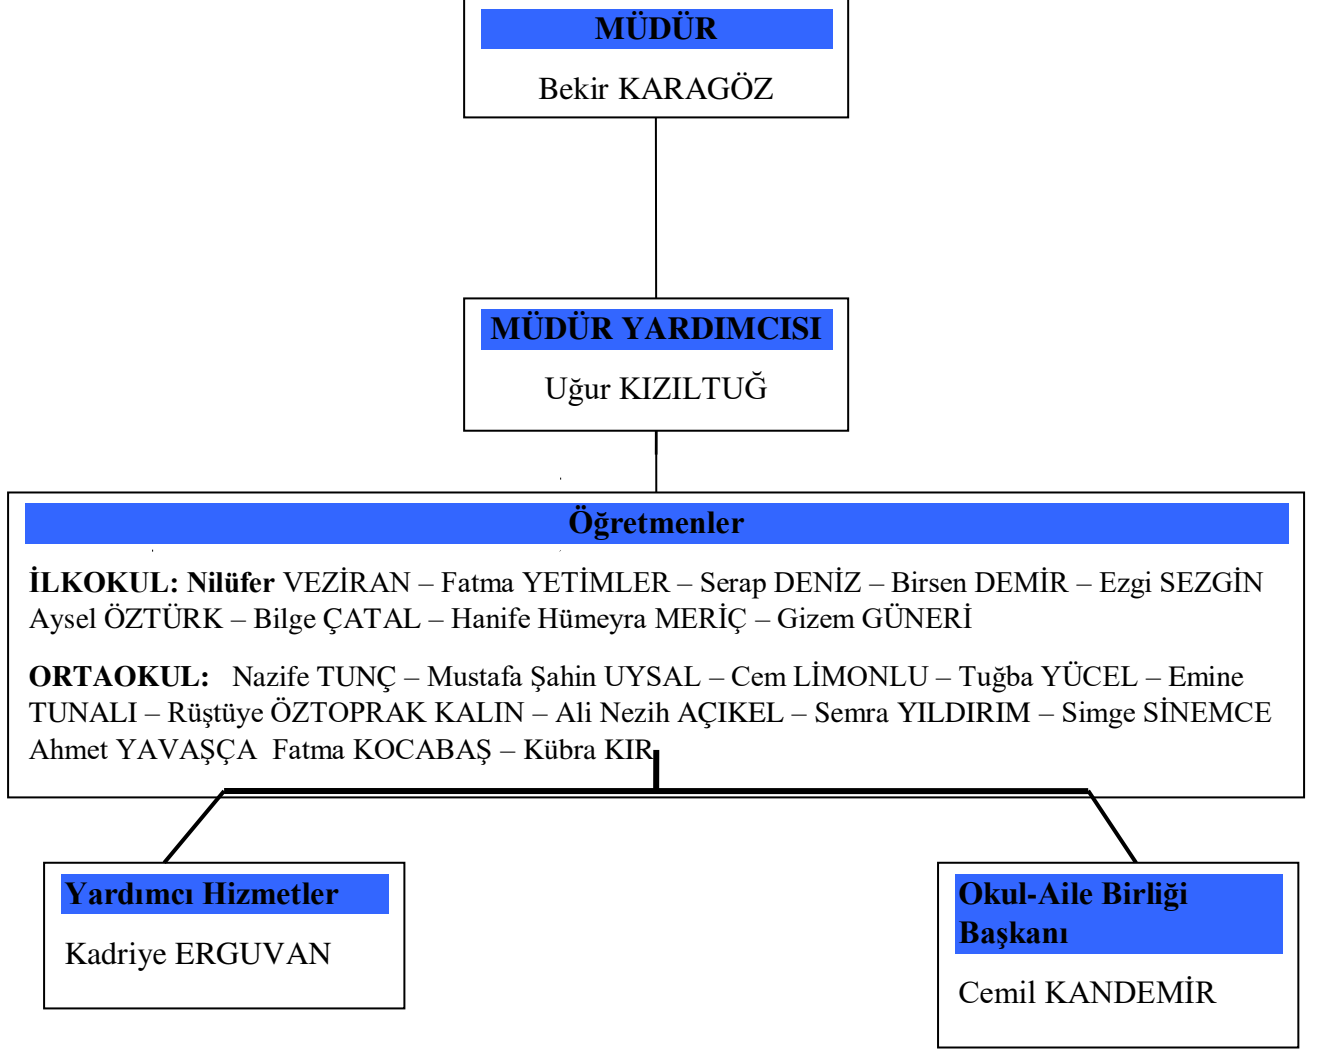 MÜDÜR
Bekir KARAGÖZ
MÜDÜR YARDIMCISI
Uğur KIZILTUĞ
Öğretmenler
İLKOKUL: Nilüfer VEZİRAN – Fatma YETİMLER – Serap DENİZ – Birsen DEMİR – Ezgi SEZGİN
Aysel ÖZTÜRK – Bilge ÇATAL – Hanife Hümeyra MERİÇ – Gizem GÜNERİ
ORTAOKUL: Nazife TUNÇ – Mustafa Şahin UYSAL – Cem LİMONLU – Tuğba YÜCEL – Emine
TUNALI – Rüştüye ÖZTOPRAK KALIN – Ali Nezih AÇIKEL – Semra YILDIRIM – Simge SİNEMCE
Ahmet YAVAŞÇA Fatma KOCABAŞ – Kübra KIR
Yardımcı Hizmetler
Kadriye ERGUVAN
Okul-Aile Birliği
Başkanı
Cemil KANDEMİR